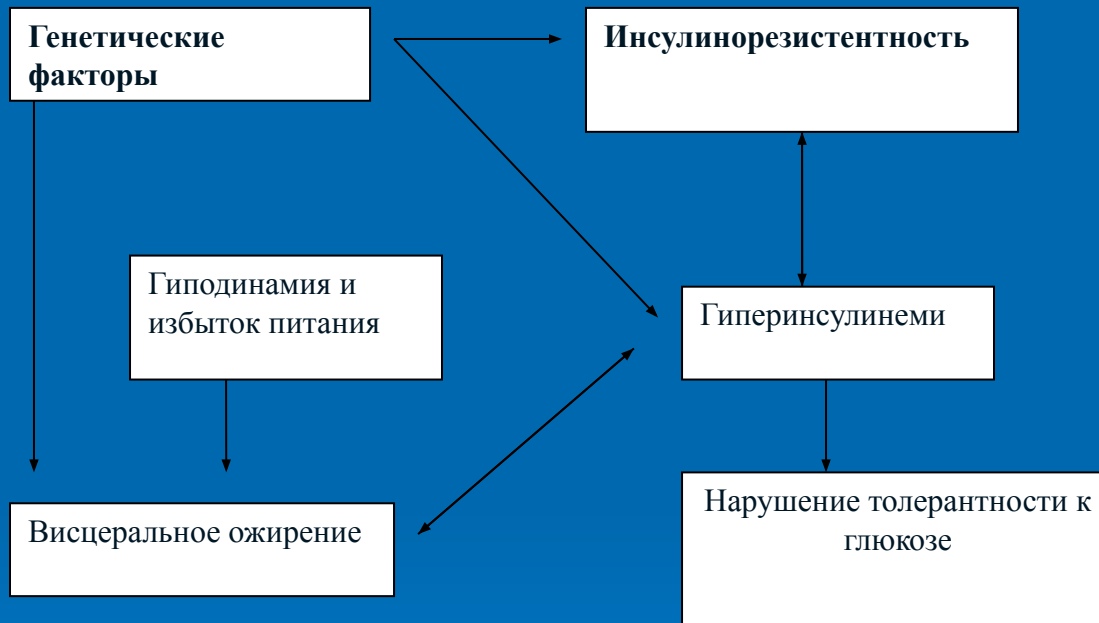 Генетические
факторы
Инсулинорезистентность
Гиподинамия и
избыток питания
Гиперинсулинеми
Висцеральное ожирение
Нарушение толерантности к
глюкозе